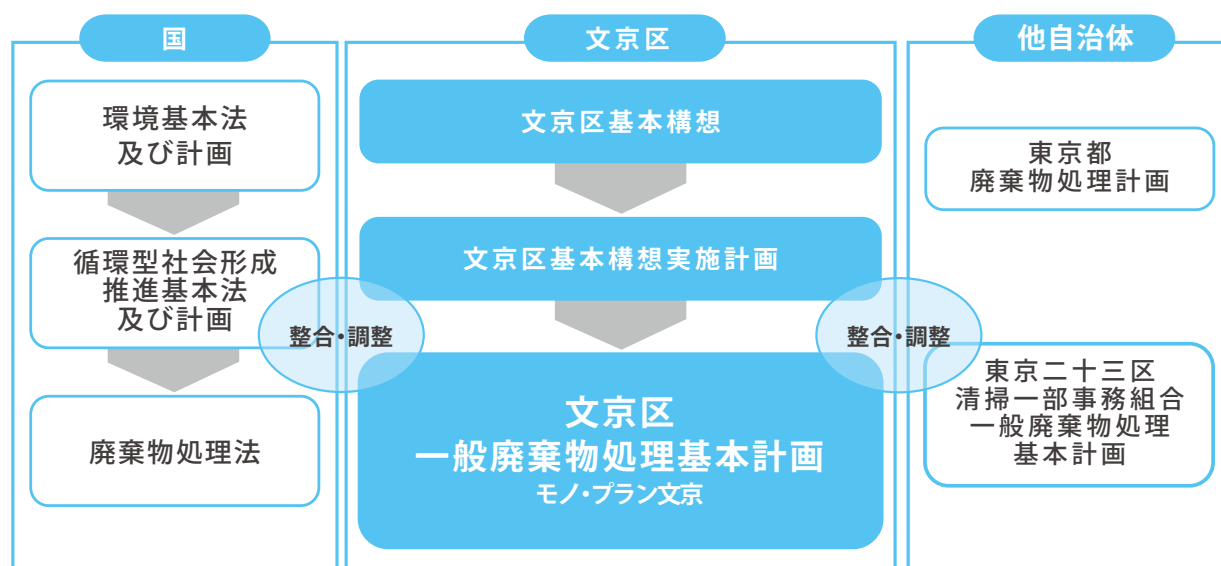 国
環境基本法
及び計画
循環型社会形成
推進基本法
及び計画
廃棄物処理法
整合・調整
文京区
文京区基本構想
文京区基本構想実施計画
文京区
一般廃棄物処理基本計画
モノ・プラン文京
整合・調整
他自治体
東京都
廃棄物処理計画
東京二十三区
清掃一部事務組合
一般廃棄物処理
基本計画